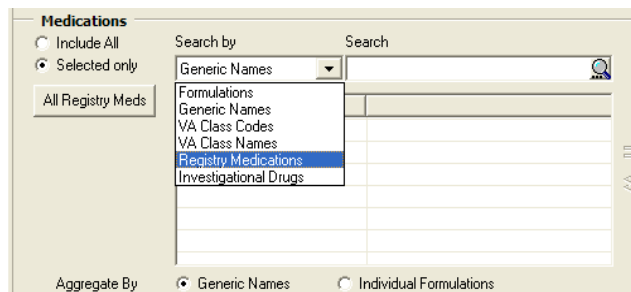 Medications
Include All
Search by
Search
Selected only
Generic Names
All Registry Meds
Formulations
Generic Names
VA Class Codes
VA Class Names
Registry Medications
Investigational Drugs
Aggregate By
Generic Names
Individual Formulations